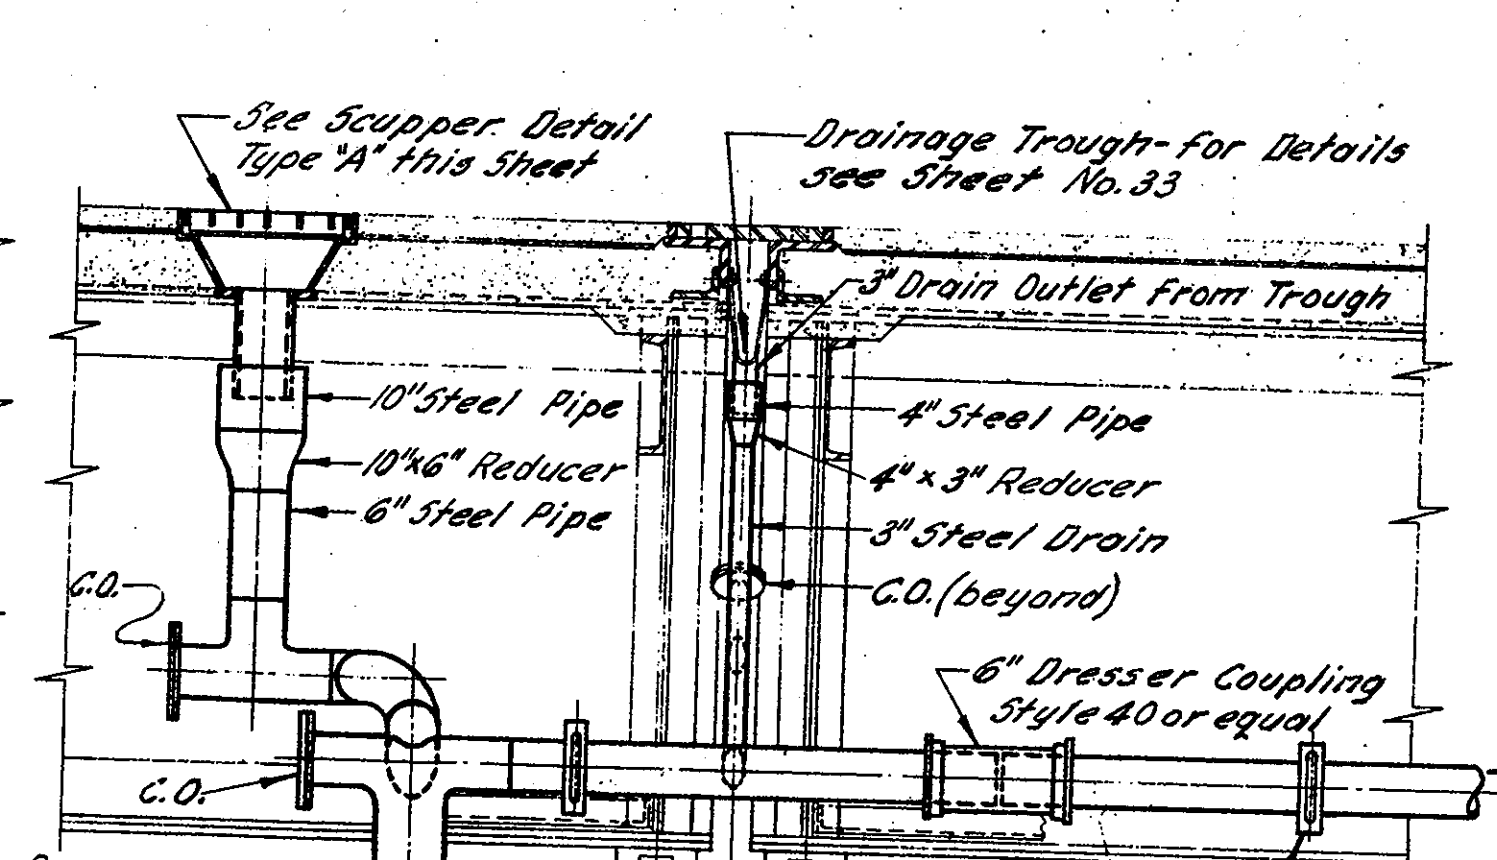 See Scupper Detail
Type "A" this Sheet
Drainage Trough-for Details
see Sheet No. 33
3" Drain Outlet from Trough
10" Steel Pipe
4" Steel Pipe
10"x6" Reducer
4" x 3" Reducer
6" Steel Pipe
3" Steel Drain
C.O.
C.O. (beyond)
6" Dresser Coupling
Style 40 or equal
C.O.